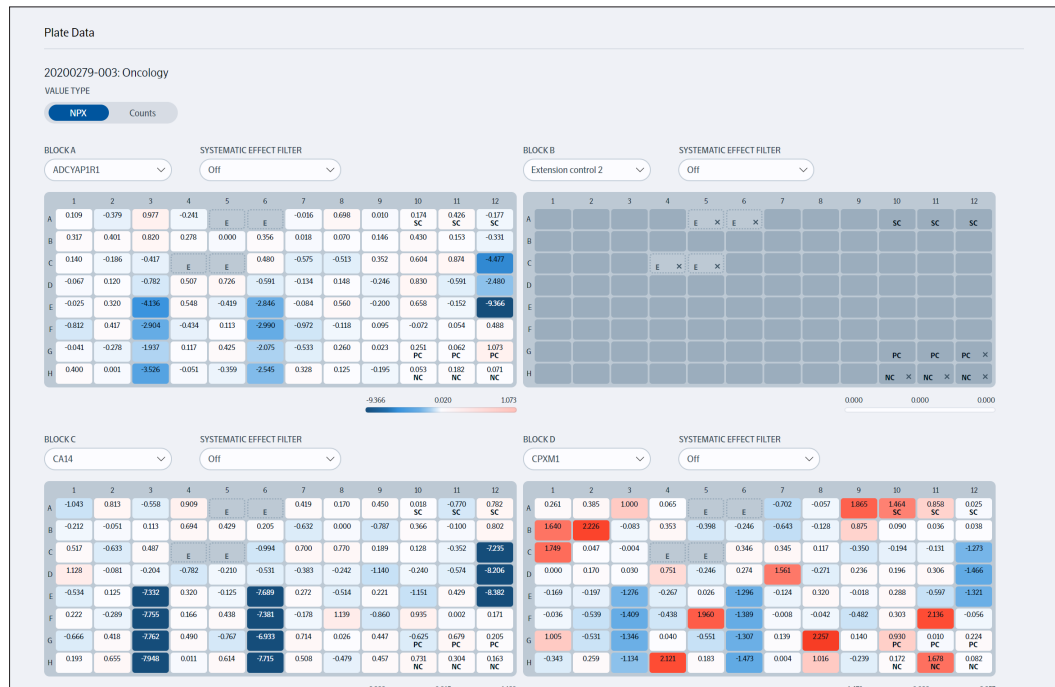 Plate Data
20200279-003: Oncology
VALUE TYPE
NPX Counts
BLOCK A SYSTEMATIC EFFECT FILTER
ADCYAP1R1 Off
1 2 3 4 5 6 7 8 9 10 11 12
A 0.109 -0.379 0.977 -0.241 E E -0.016 0.698 0.010 0.174 SC 0.426 SC -0.177 SC
B 0.317 0.401 0.820 0.278 0.000 0.356 0.018 0.070 0.146 0.430 0.153 -0.331
C 0.140 -0.186 -0.417 E E 0.480 -0.575 -0.513 0.352 0.604 0.874 -4.477
D -0.067 0.120 -0.782 0.507 0.726 -0.591 -0.134 0.148 -0.246 0.830 -0.591 -2.480
E -0.025 0.320 -4.136 0.548 -0.419 -2.846 -0.084 0.560 -0.200 0.658 -0.152 -9.366
F -0.812 0.417 -2.904 -0.434 0.113 -2.990 -0.972 -0.118 0.095 -0.072 0.054 0.488
G -0.041 -0.278 -1.937 0.117 0.425 -2.075 -0.533 0.260 0.023 0.251 PC 0.062 PC 1.073 PC
H 0.400 0.001 -3.526 -0.051 -0.359 -2.545 0.328 0.125 -0.195 0.053 NC 0.182 NC 0.071 NC
-9.366 0.020 1.073
BLOCK B SYSTEMATIC EFFECT FILTER
Extension control 2 Off
1 2 3 4 5 6 7 8 9 10 11 12
A E × E × SC SC SC
B
C E × E ×
D
E
F
G PC PC PC ×
H NC × NC × NC ×
0.000 0.000 0.000
BLOCK C SYSTEMATIC EFFECT FILTER
CA14 Off
1 2 3 4 5 6 7 8 9 10 11 12
A -1.043 0.813 -0.558 0.909 E E 0.419 0.170 0.450 0.018 SC -0.770 SC 0.782 SC
B -0.212 -0.051 0.113 0.694 0.429 0.205 -0.632 0.000 -0.787 0.366 -0.100 0.802
C 0.517 -0.633 0.487 E E -0.994 0.700 0.770 0.189 0.128 -0.352 -7.235
D 1.128 -0.081 -0.204 -0.782 -0.210 -0.531 -0.383 -0.242 -1.140 -0.240 -0.574 -8.206
E -0.534 0.125 -7.332 0.320 -0.125 -7.689 0.272 -0.514 0.221 -1.151 0.429 -8.382
F 0.222 -0.289 -7.755 0.166 0.438 -7.381 -0.178 1.139 -0.860 0.935 0.002 0.171
G -0.666 0.418 -7.762 0.490 -0.767 -6.933 0.714 0.026 0.447 -0.625 PC 0.679 PC 0.205 PC
H 0.193 0.655 -7.948 0.011 0.614 -7.715 0.508 -0.479 0.457 0.731 NC 0.304 NC 0.163 NC
BLOCK D SYSTEMATIC EFFECT FILTER
CPXM1 Off
1 2 3 4 5 6 7 8 9 10 11 12
A 0.261 0.385 1.000 0.065 E E -0.702 -0.057 1.865 1.464 SC 0.858 SC 0.025 SC
B 1.640 2.226 -0.083 0.353 -0.398 -0.246 -0.643 -0.128 0.875 0.090 0.036 0.038
C 1.749 0.047 -0.004 E E 0.346 0.345 0.117 -0.350 -0.194 -0.131 -1.273
D 0.000 0.170 0.030 0.751 -0.246 0.274 1.561 -0.271 0.236 0.196 0.306 -1.466
E -0.169 -0.197 -1.276 -0.267 0.026 -1.296 -0.124 0.320 -0.018 0.288 -0.597 -1.321
F -0.036 -0.539 -1.409 -0.438 1.960 -1.389 -0.008 -0.042 -0.482 0.303 2.136 -0.056
G 1.005 -0.531 -1.346 0.040 -0.551 -1.307 0.139 2.257 0.140 0.930 PC 0.010 PC 0.224 PC
H -0.343 0.259 -1.134 2.121 0.183 -1.473 0.004 1.016 -0.239 0.172 NC 1.678 NC 0.082 NC